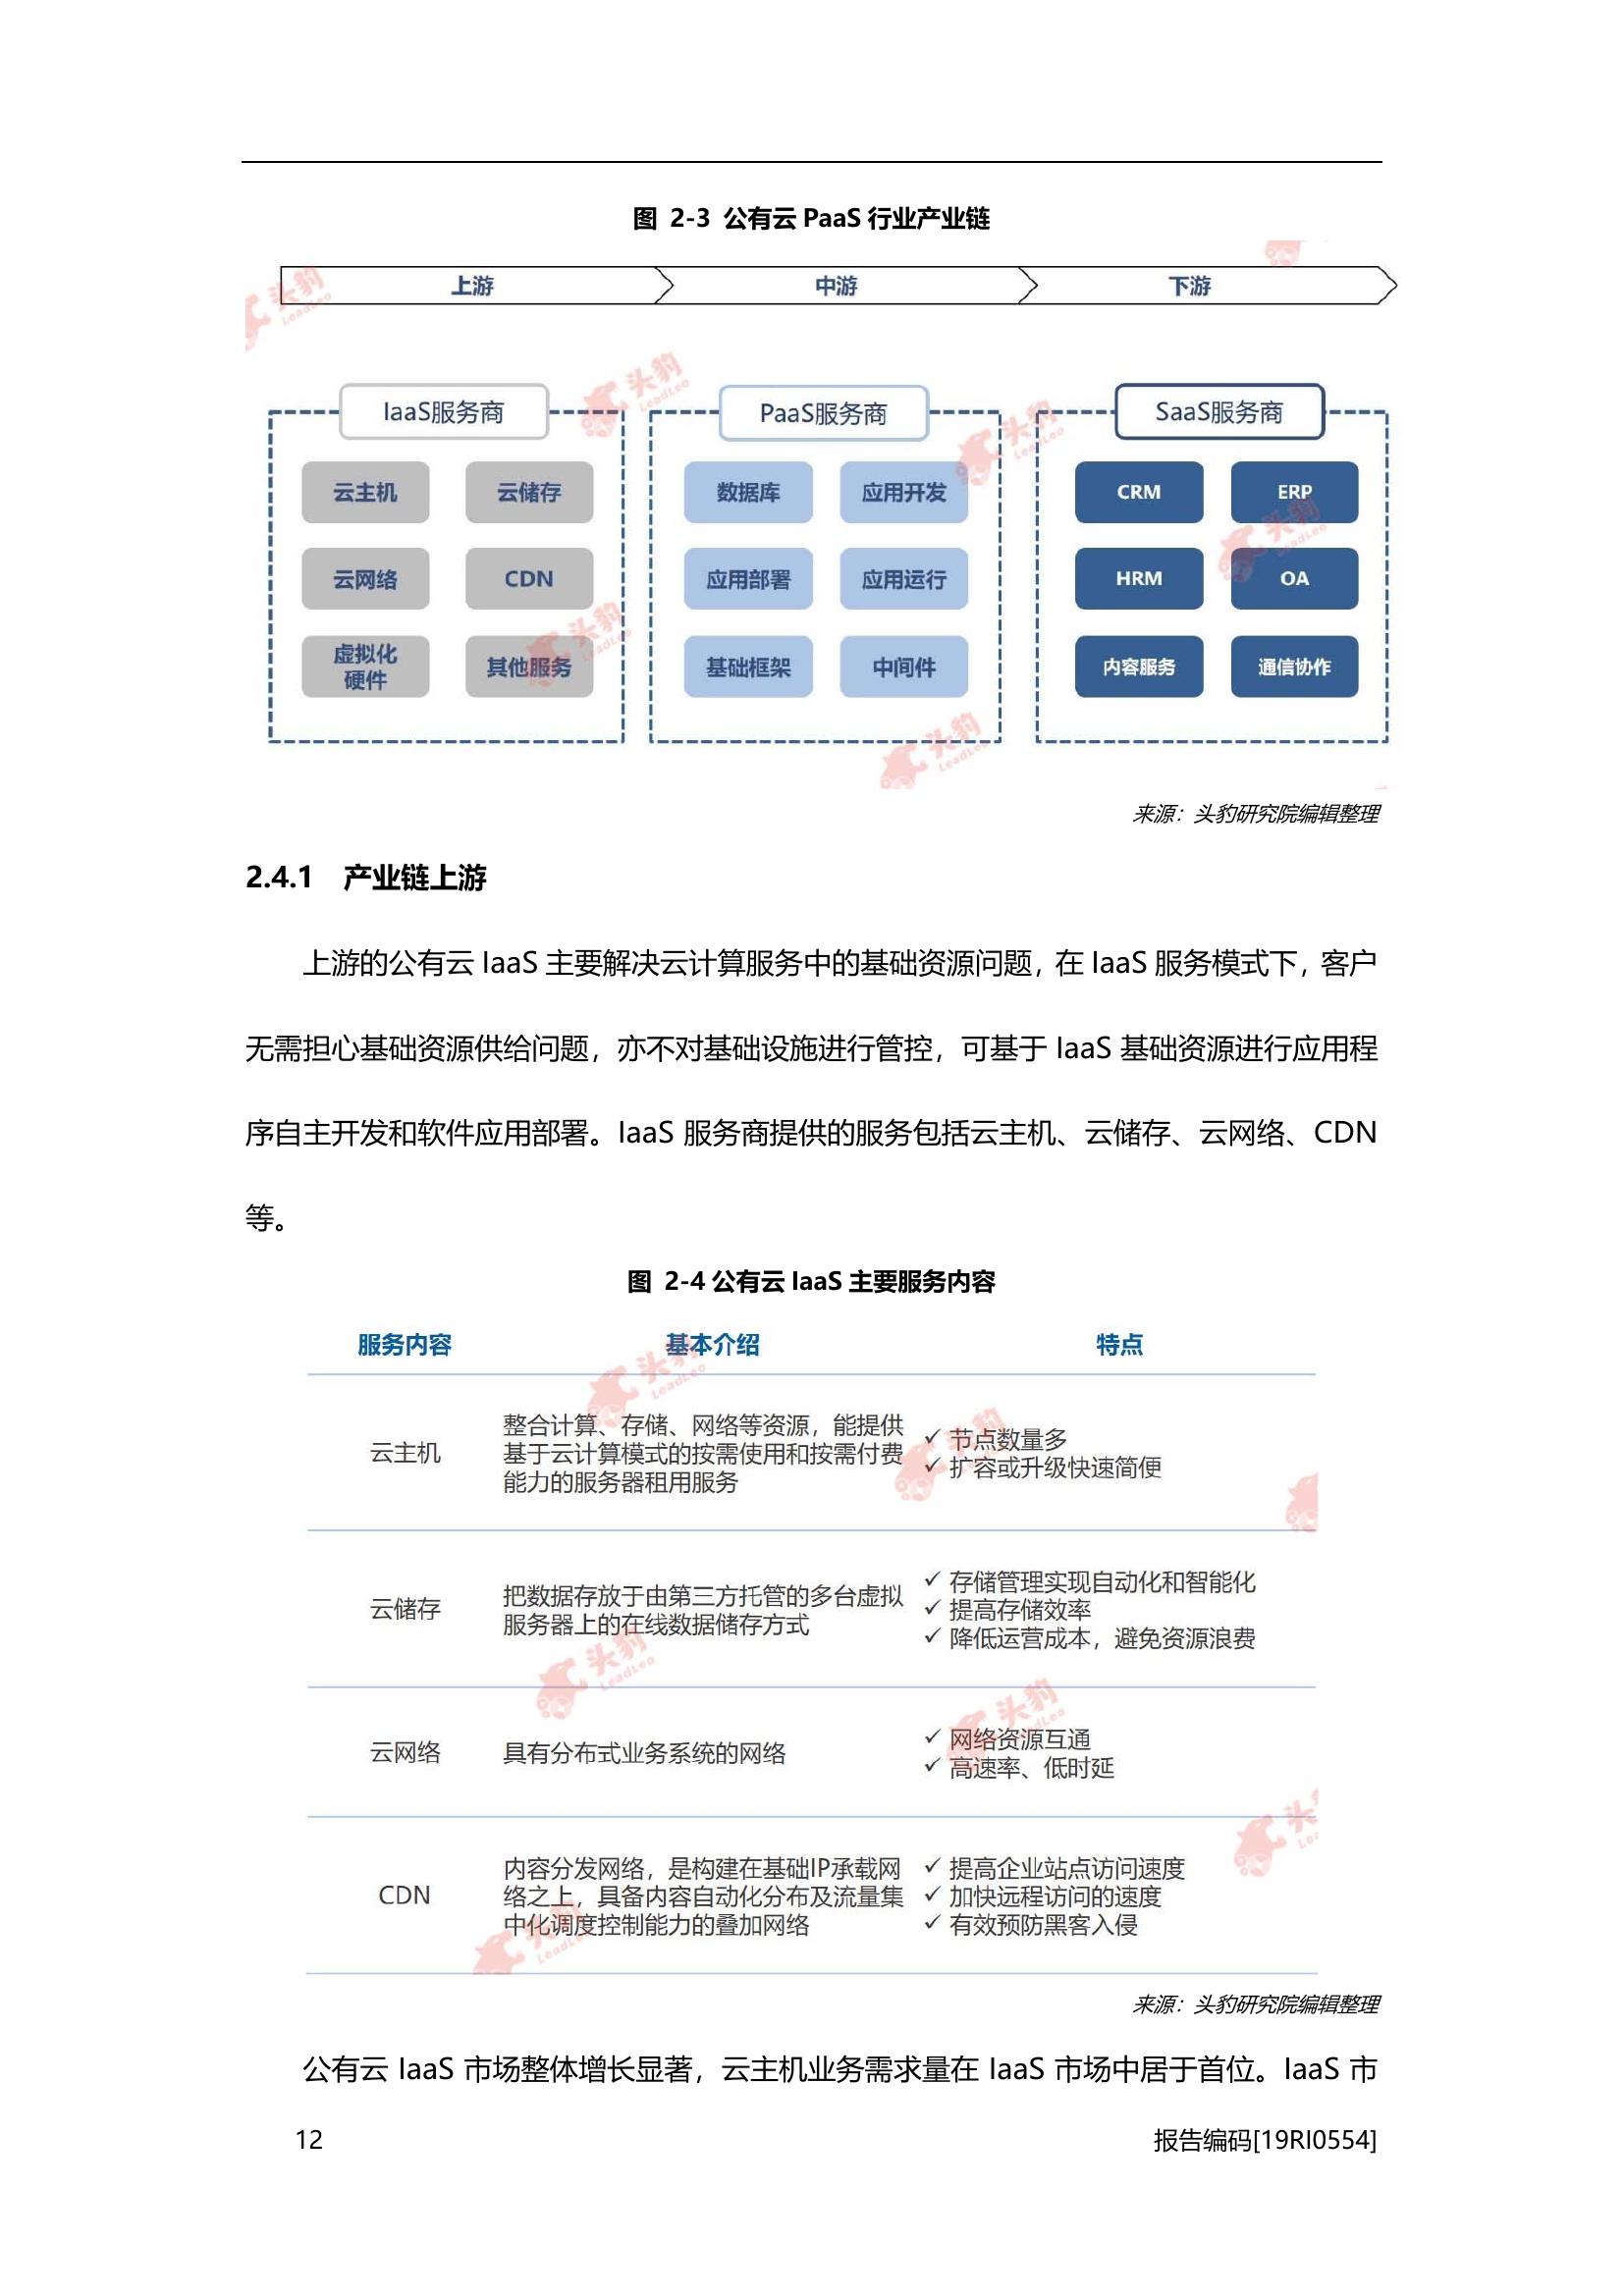 图 2-3 公有云 PaaS 行业产业链
上游 中游 下游
IaaS服务商 PaaS服务商 SaaS服务商
云主机 云储存 数据库 应用开发 CRM ERP
云网络 CDN 应用部署 应用运行 HRM OA
虚拟化
硬件 其他服务 基础框架 中间件 内容服务 通信协作
头豹
LeadLeo
来源：头豹研究院编辑整理
2.4.1 产业链上游
上游的公有云 IaaS 主要解决云计算服务中的基础资源问题，在 IaaS 服务模式下，客户
无需担心基础资源供给问题，亦不对基础设施进行管控，可基于 IaaS 基础资源进行应用程
序自主开发和软件应用部署。IaaS 服务商提供的服务包括云主机、云储存、云网络、CDN
等。
图 2-4 公有云 IaaS 主要服务内容
服务内容 基本介绍 特点
云主机
整合计算、存储、网络等资源，能提供
基于云计算模式的按需使用和按需付费
能力的服务器租用服务
✓ 节点数量多
✓ 扩容或升级快速简便
云储存
把数据存放于由第三方托管的多台虚拟
服务器上的在线数据储存方式
✓ 存储管理实现自动化和智能化
✓ 提高存储效率
✓ 降低运营成本，避免资源浪费
云网络
具有分布式业务系统的网络
✓ 网络资源互通
✓ 高速率、低时延
CDN
内容分发网络，是构建在基础IP承载网
络之上，具备内容自动化分布及流量集
中化调度控制能力的叠加网络
✓ 提高企业站点访问速度
✓ 加快远程访问的速度
✓ 有效预防黑客入侵
来源：头豹研究院编辑整理
公有云 IaaS 市场整体增长显著，云主机业务需求量在 IaaS 市场中居于首位。IaaS 市
12 报告编码[19RI0554]